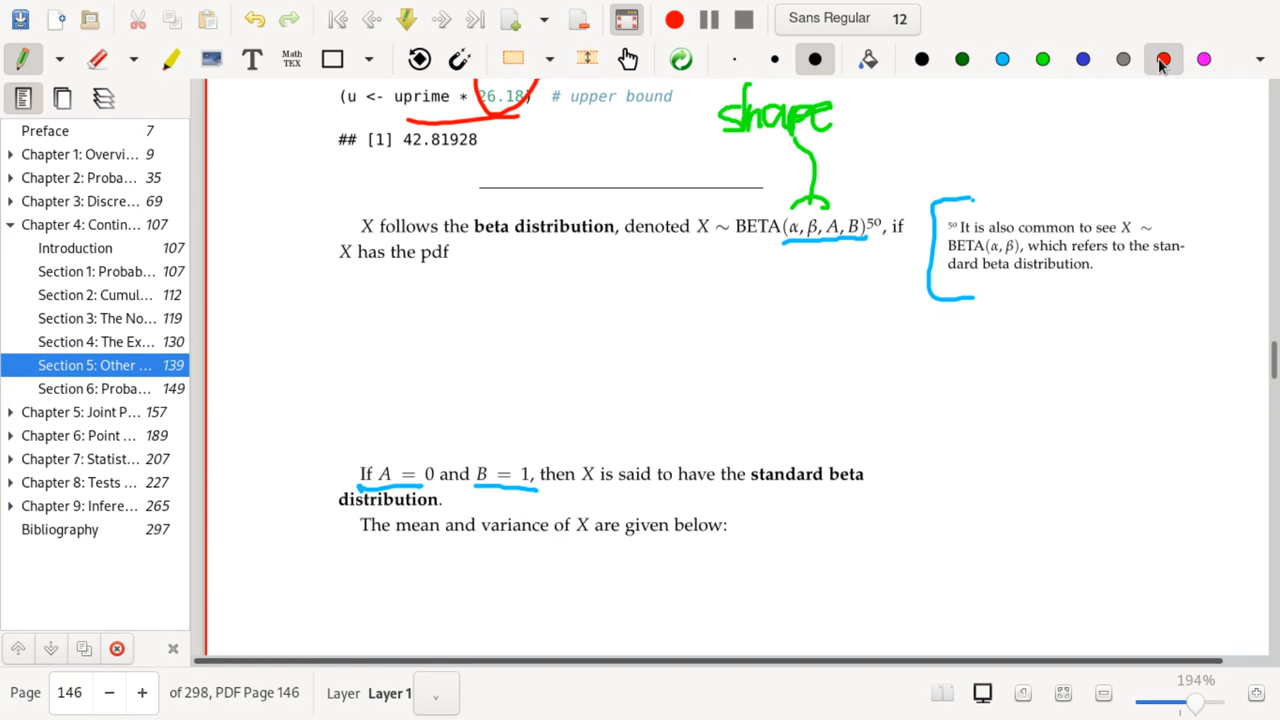 Sans Regular 12
T Math TEX
Preface 7
Chapter 1: Overvi... 9
Chapter 2: Proba... 35
Chapter 3: Discre... 69
Chapter 4: Contin... 107
Introduction 107
Section 1: Probab... 107
Section 2: Cumul... 112
Section 3: The No... 119
Section 4: The Ex... 130
Section 5: Other ... 139
Section 6: Proba... 149
Chapter 5: Joint P... 157
Chapter 6: Point ... 189
Chapter 7: Statist... 207
Chapter 8: Tests ... 227
Chapter 9: Infere... 265
Bibliography 297
(u <- uprime * 26.18) # upper bound
## [1] 42.81928
shape
X follows the beta distribution, denoted X ∼ BETA(α, β, A, B)⁵⁰, if
X has the pdf
⁵⁰ It is also common to see X ∼
BETA(α, β), which refers to the stan-
dard beta distribution.
If A = 0 and B = 1, then X is said to have the standard beta
distribution.
The mean and variance of X are given below:
Page 146 of 298, PDF Page 146 Layer Layer 1 194%